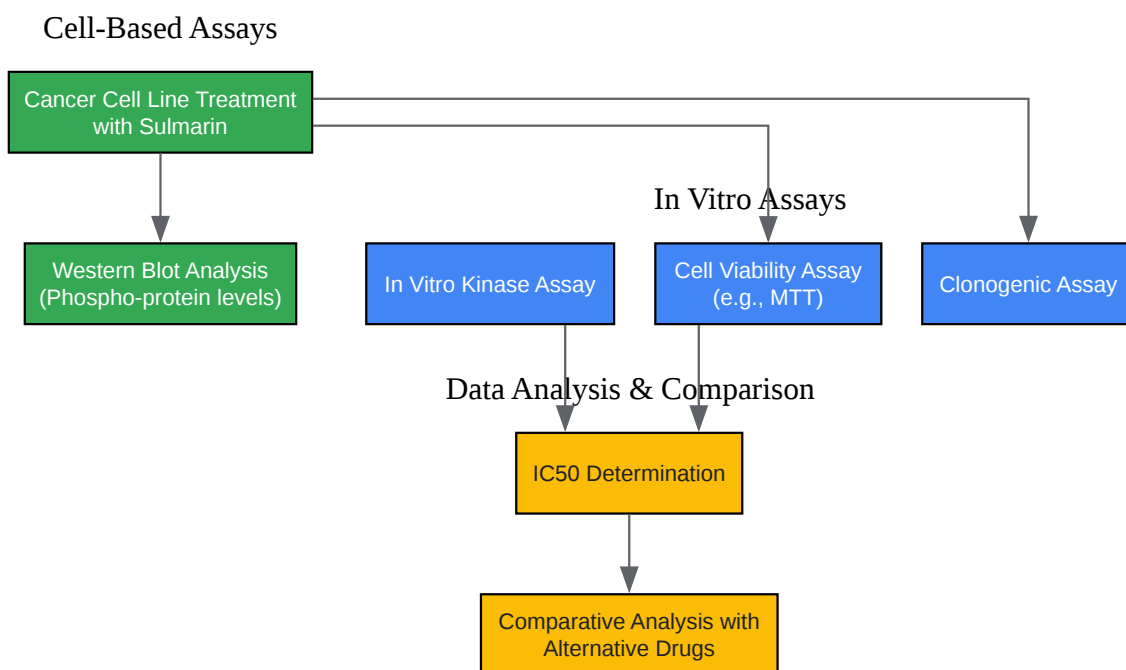 Cell-Based Assays
Cancer Cell Line Treatment
with Sulmarin
In Vitro Assays
Western Blot Analysis
(Phospho-protein levels)
In Vitro Kinase Assay
Cell Viability Assay
(e.g., MTT)
Clonogenic Assay
Data Analysis & Comparison
IC50 Determination
Comparative Analysis with
Alternative Drugs